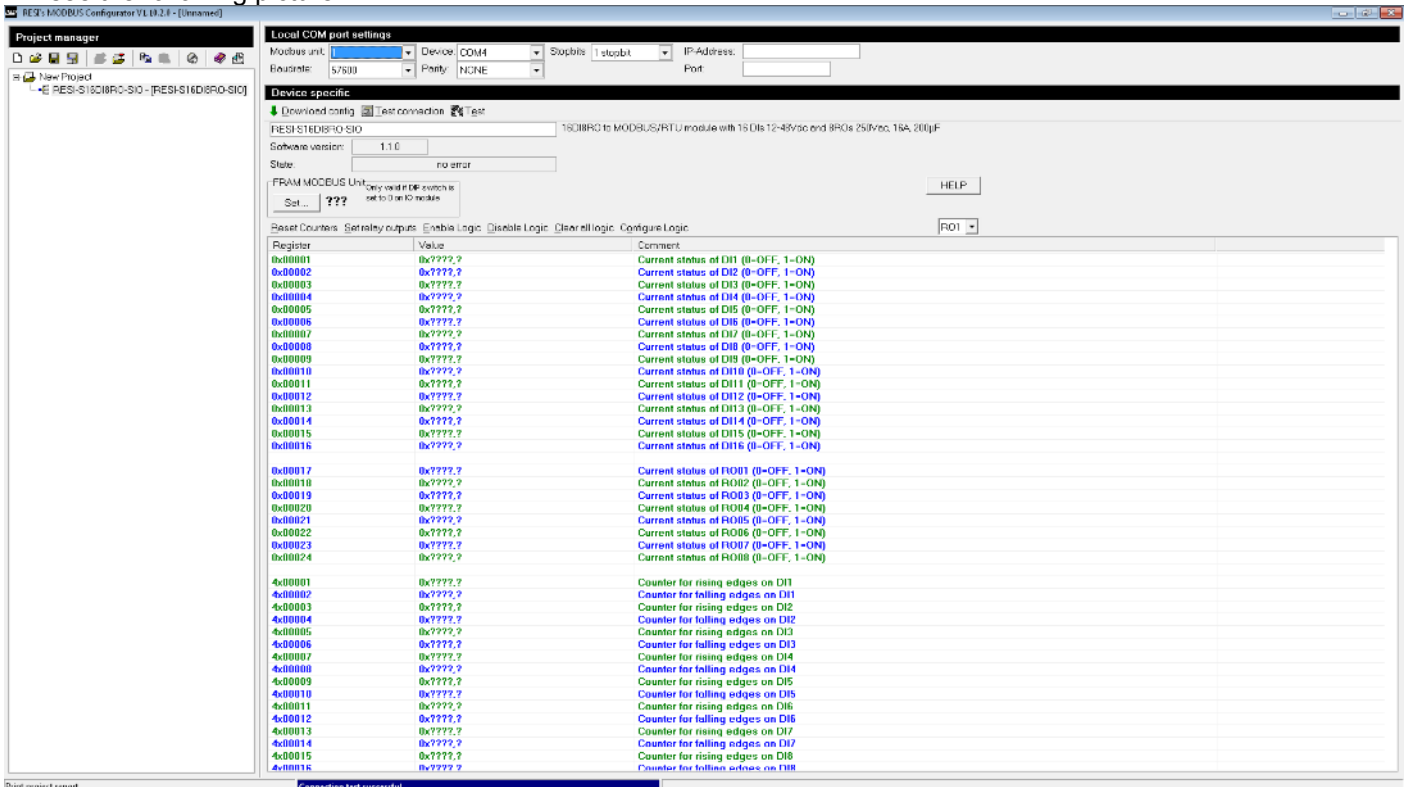 RESI's MODBUS Configurator V1.10.2.0 - [Unnamed]
Project manager
New Project
RESI-S16DI8RO-SIO - [RESI-S16DI8RO-SIO]
Local COM port settings
Modbus unit: Device: COM4 Stopbits 1 stopbit IP-Address:
Baudrate: 57600 Parity: NONE Port:
Device specific
Download config Test connection Test
RESI-S16DI8RO-SIO 16DI8RO to MODBUS/RTU module with 16 DIs 12-48Vdc and 8ROs 250Vac, 16A, 200µF
Software version: 1.1.0
State: no error
FRAM MODBUS Unit
Only valid if DIP switch is
set to 0 on IO module
Set... ???
HELP
Reset Counters Set relay outputs Enable Logic Disable Logic Clear all logic Configure Logic RO1
Register Value Comment
0x00001 0x????,? Current status of DI1 (0=OFF, 1=ON)
0x00002 0x????,? Current status of DI2 (0=OFF, 1=ON)
0x00003 0x????,? Current status of DI3 (0=OFF, 1=ON)
0x00004 0x????,? Current status of DI4 (0=OFF, 1=ON)
0x00005 0x????,? Current status of DI5 (0=OFF, 1=ON)
0x00006 0x????,? Current status of DI6 (0=OFF, 1=ON)
0x00007 0x????,? Current status of DI7 (0=OFF, 1=ON)
0x00008 0x????,? Current status of DI8 (0=OFF, 1=ON)
0x00009 0x????,? Current status of DI9 (0=OFF, 1=ON)
0x00010 0x????,? Current status of DI10 (0=OFF, 1=ON)
0x00011 0x????,? Current status of DI11 (0=OFF, 1=ON)
0x00012 0x????,? Current status of DI12 (0=OFF, 1=ON)
0x00013 0x????,? Current status of DI13 (0=OFF, 1=ON)
0x00014 0x????,? Current status of DI14 (0=OFF, 1=ON)
0x00015 0x????,? Current status of DI15 (0=OFF, 1=ON)
0x00016 0x????,? Current status of DI16 (0=OFF, 1=ON)
0x00017 0x????,? Current status of RO01 (0=OFF, 1=ON)
0x00018 0x????,? Current status of RO02 (0=OFF, 1=ON)
0x00019 0x????,? Current status of RO03 (0=OFF, 1=ON)
0x00020 0x????,? Current status of RO04 (0=OFF, 1=ON)
0x00021 0x????,? Current status of RO05 (0=OFF, 1=ON)
0x00022 0x????,? Current status of RO06 (0=OFF, 1=ON)
0x00023 0x????,? Current status of RO07 (0=OFF, 1=ON)
0x00024 0x????,? Current status of RO08 (0=OFF, 1=ON)
4x00001 0x????,? Counter for rising edges on DI1
4x00002 0x????,? Counter for falling edges on DI1
4x00003 0x????,? Counter for rising edges on DI2
4x00004 0x????,? Counter for falling edges on DI2
4x00005 0x????,? Counter for rising edges on DI3
4x00006 0x????,? Counter for falling edges on DI3
4x00007 0x????,? Counter for rising edges on DI4
4x00008 0x????,? Counter for falling edges on DI4
4x00009 0x????,? Counter for rising edges on DI5
4x00010 0x????,? Counter for falling edges on DI5
4x00011 0x????,? Counter for rising edges on DI6
4x00012 0x????,? Counter for falling edges on DI6
4x00013 0x????,? Counter for rising edges on DI7
4x00014 0x????,? Counter for falling edges on DI7
4x00015 0x????,? Counter for rising edges on DI8
4x00016 0x????,? Counter for falling edges on DI8
Print project report Connection test successful